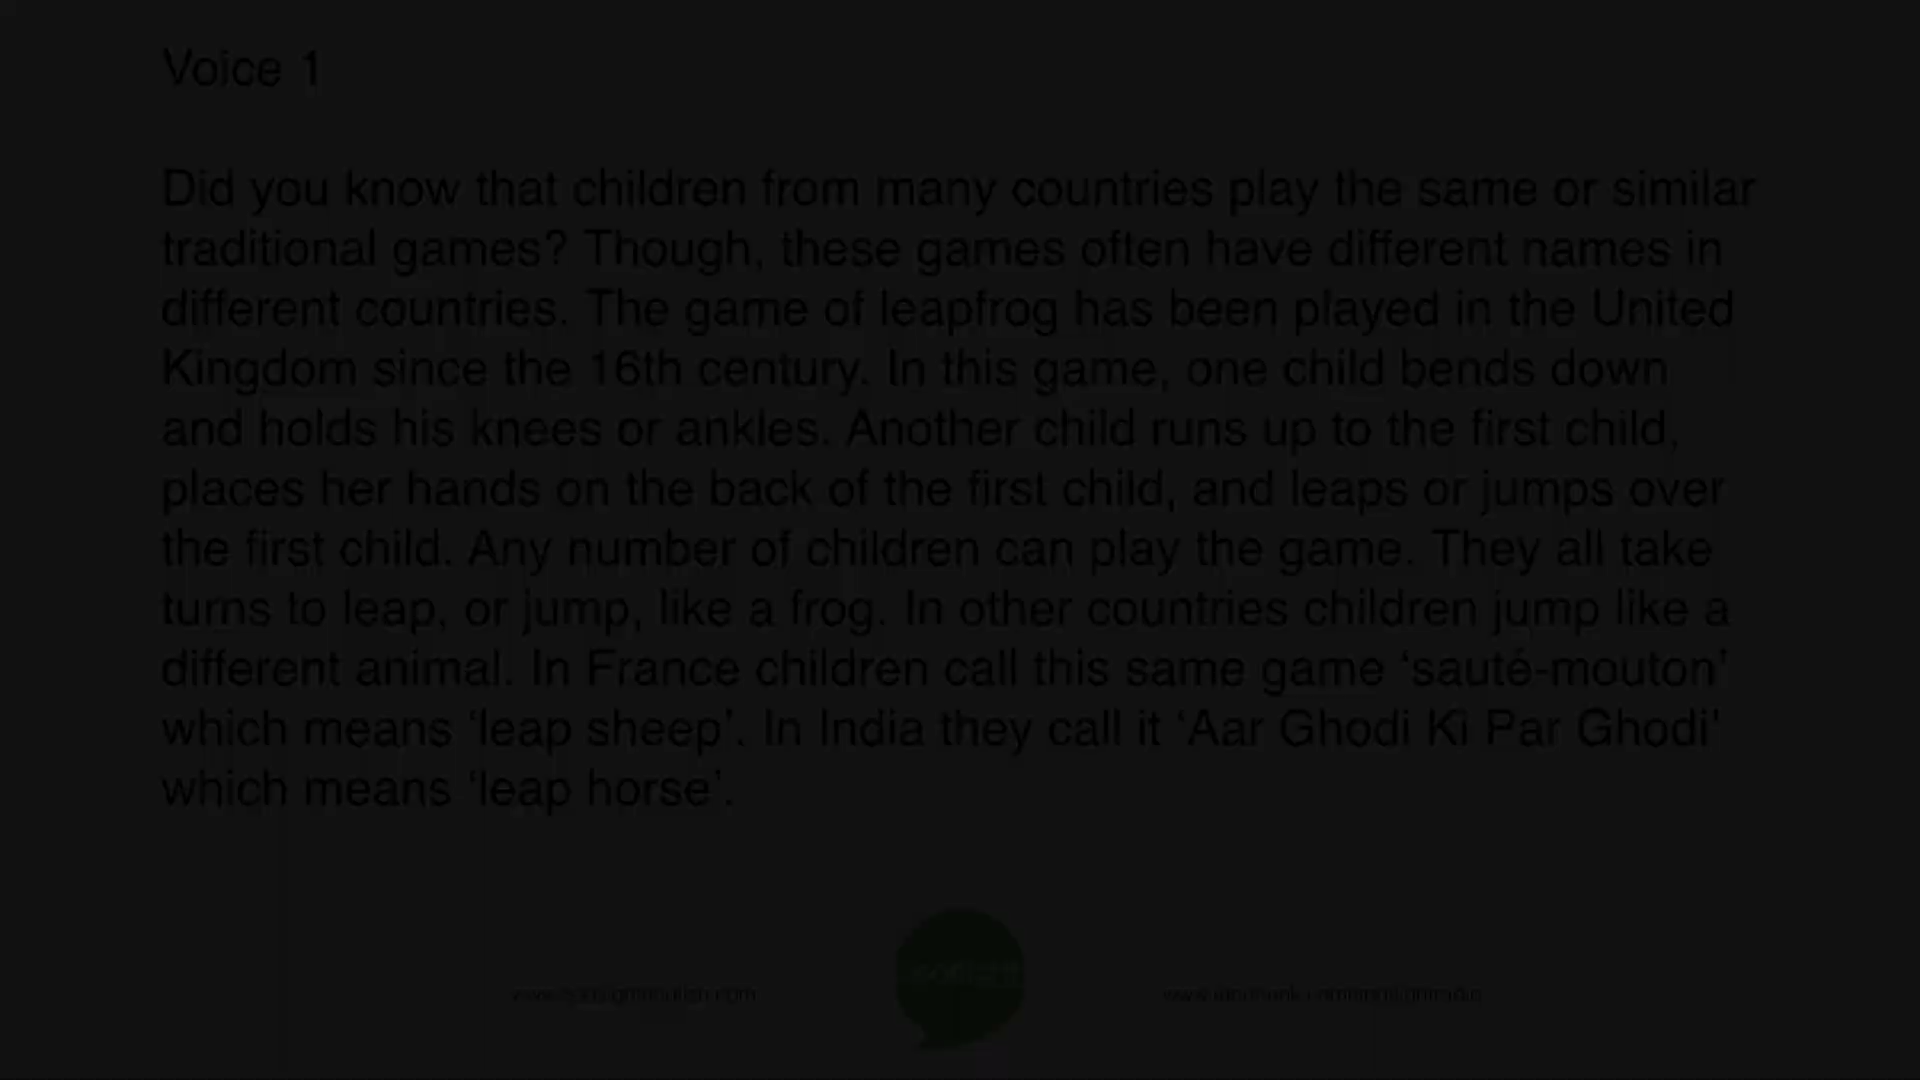 Voice 1
Did you know that children from many countries play the same or similar
traditional games? Though, these games often have different names in
different countries. The game of leapfrog has been played in the United
Kingdom since the 16th century. In this game, one child bends down
and holds his knees or ankles. Another child runs up to the first child,
places her hands on the back of the first child, and leaps or jumps over
the first child. Any number of children can play the game. They all take
turns to leap, or jump, like a frog. In other countries children jump like a
different animal. In France children call this same game ‘sauté-mouton’
which means ‘leap sheep’. In India they call it ‘Aar Ghodi Ki Par Ghodi’
which means ‘leap horse’.